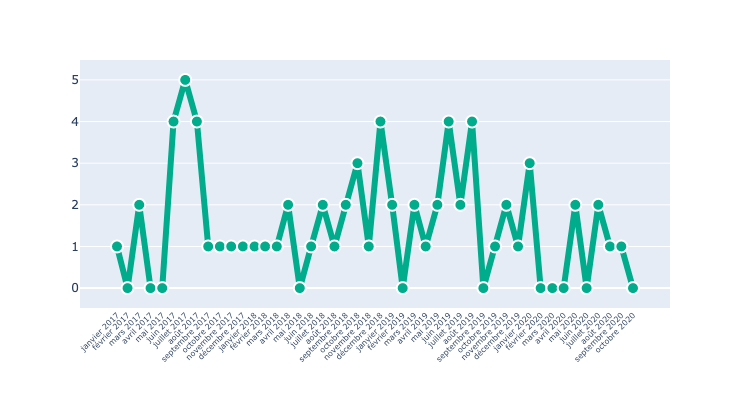 5
4
3
2
1
0
janvier 2017
février 2017
mars 2017
avril 2017
mai 2017
juin 2017
juillet 2017
août 2017
septembre 2017
octobre 2017
novembre 2017
décembre 2017
janvier 2018
février 2018
mars 2018
avril 2018
mai 2018
juin 2018
juillet 2018
août 2018
septembre 2018
octobre 2018
novembre 2018
décembre 2018
janvier 2019
février 2019
mars 2019
avril 2019
mai 2019
juin 2019
juillet 2019
août 2019
septembre 2019
octobre 2019
novembre 2019
décembre 2019
janvier 2020
février 2020
mars 2020
avril 2020
mai 2020
juin 2020
juillet 2020
août 2020
septembre 2020
octobre 2020